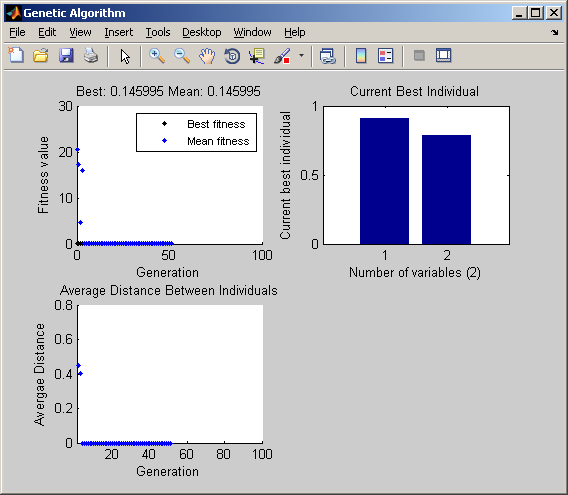 Genetic Algorithm
File Edit View Insert Tools Desktop Window Help
Best: 0.145995 Mean: 0.145995
30
20
10
0
Fitness value
Best fitness
Mean fitness
0 50 100
Generation
Current Best Individual
1
0.5
0
Current best individual
1 2
Number of variables (2)
Average Distance Between Individuals
0.8
0.6
0.4
0.2
0
Avergae Distance
20 40 60 80 100
Generation